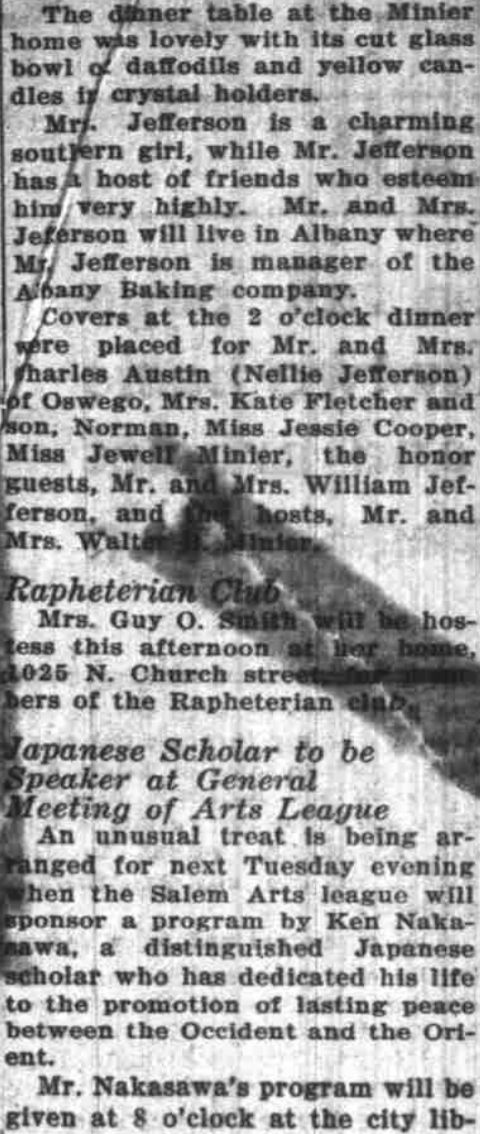 The dinner table at the Minier
home was lovely with its cut glass
bowl of daffodils and yellow can-
dles in crystal holders.
Mrs. Jefferson is a charming
southern girl, while Mr. Jefferson
has a host of friends who esteem
him very highly. Mr. and Mrs.
Jefferson will live in Albany where
Mr. Jefferson is manager of the
Albany Baking company.
Covers at the 2 o'clock dinner
were placed for Mr. and Mrs.
Charles Austin (Nellie Jefferson)
of Oswego, Mrs. Kate Fletcher and
son, Norman, Miss Jessie Cooper,
Miss Jewell Minier, the honor
guests, Mr. and Mrs. William Jef-
ferson, and the hosts, Mr. and
Mrs. Walter Minier.
Rapheterian Club
Mrs. Guy O. Smith will be hos-
tess this afternoon at her home,
1025 N. Church street, for mem-
bers of the Rapheterian club.
Japanese Scholar to be
Speaker at General
Meeting of Arts League
An unusual treat is being ar-
ranged for next Tuesday evening
when the Salem Arts league will
sponsor a program by Ken Naka-
sawa, a distinguished Japanese
scholar who has dedicated his life
to the promotion of lasting peace
between the Occident and the Ori-
ent.
Mr. Nakasawa's program will be
given at 8 o'clock at the city lib-